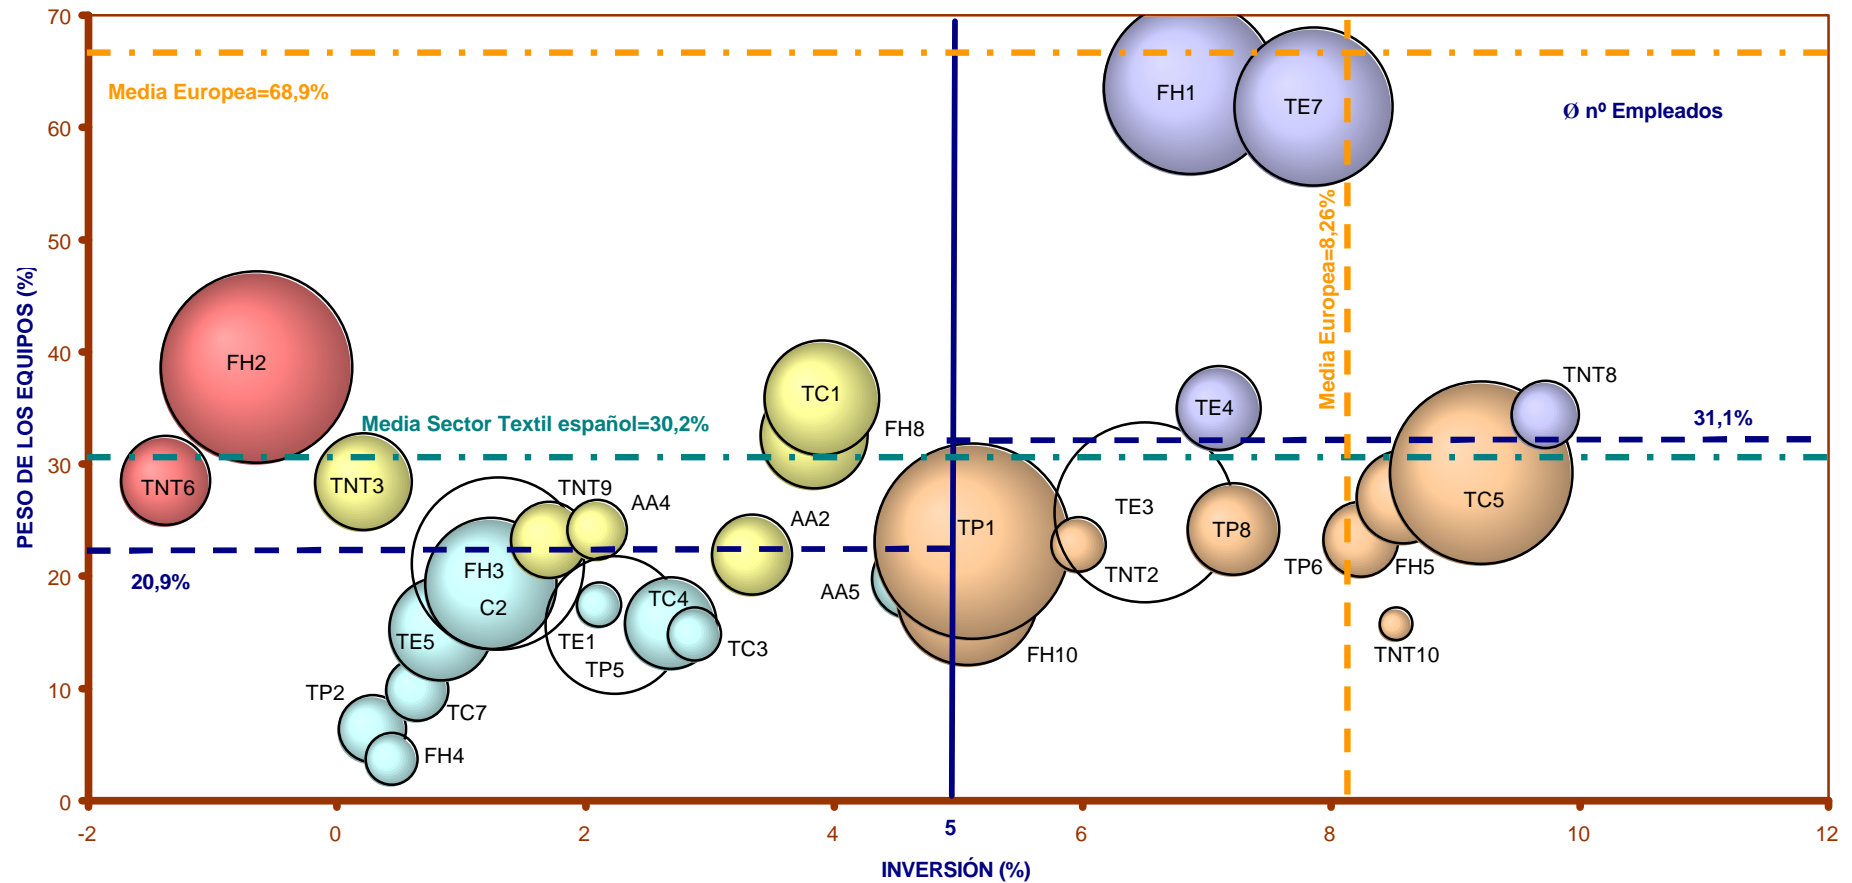 70
Media Europea=68,9%
FH1
TE7
Ø nº Empleados
60
50
Media Europea=8,26%
PESO DE LOS EQUIPOS (%)
40
FH2
TC1
TNT8
TE4
Media Sector Textil español=30,2%
FH8
31,1%
30
TNT6
TNT3
TNT9
AA4
AA2
TP1
TE3
TP8
TC5
20,9%
20
FH3
C2
TNT2
TP6
FH5
AA5
TC4
TE5
TE1
TC3
TP5
FH10
TNT10
10
TP2
TC7
FH4
0
-2
0
2
4
5
6
8
10
12
INVERSIÓN (%)